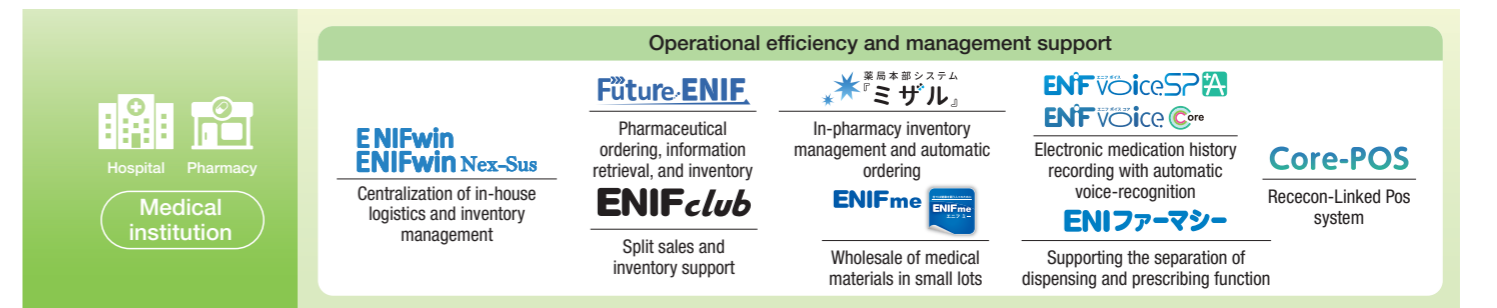 Hospital
Pharmacy
Medical
institution
Operational efficiency and management support
ENIFwin
ENIFwin Nex-Sus
Centralization of in-house
logistics and inventory
management
Future ENIF
Pharmaceutical
ordering, information
retrieval, and inventory
ENIFclub
Split sales and
inventory support
薬局本部システム
『ミザル』
In-pharmacy inventory
management and automatic
ordering
ENIFme
ENIFme
エニフ ミー
Wholesale of medical
materials in small lots
ENIFvoiceSP+A
ENIFvoice Core
Electronic medication history
recording with automatic
voice-recognition
ENIファーマシー
Supporting the separation of
dispensing and prescribing function
Core-POS
Rececon-Linked Pos
system